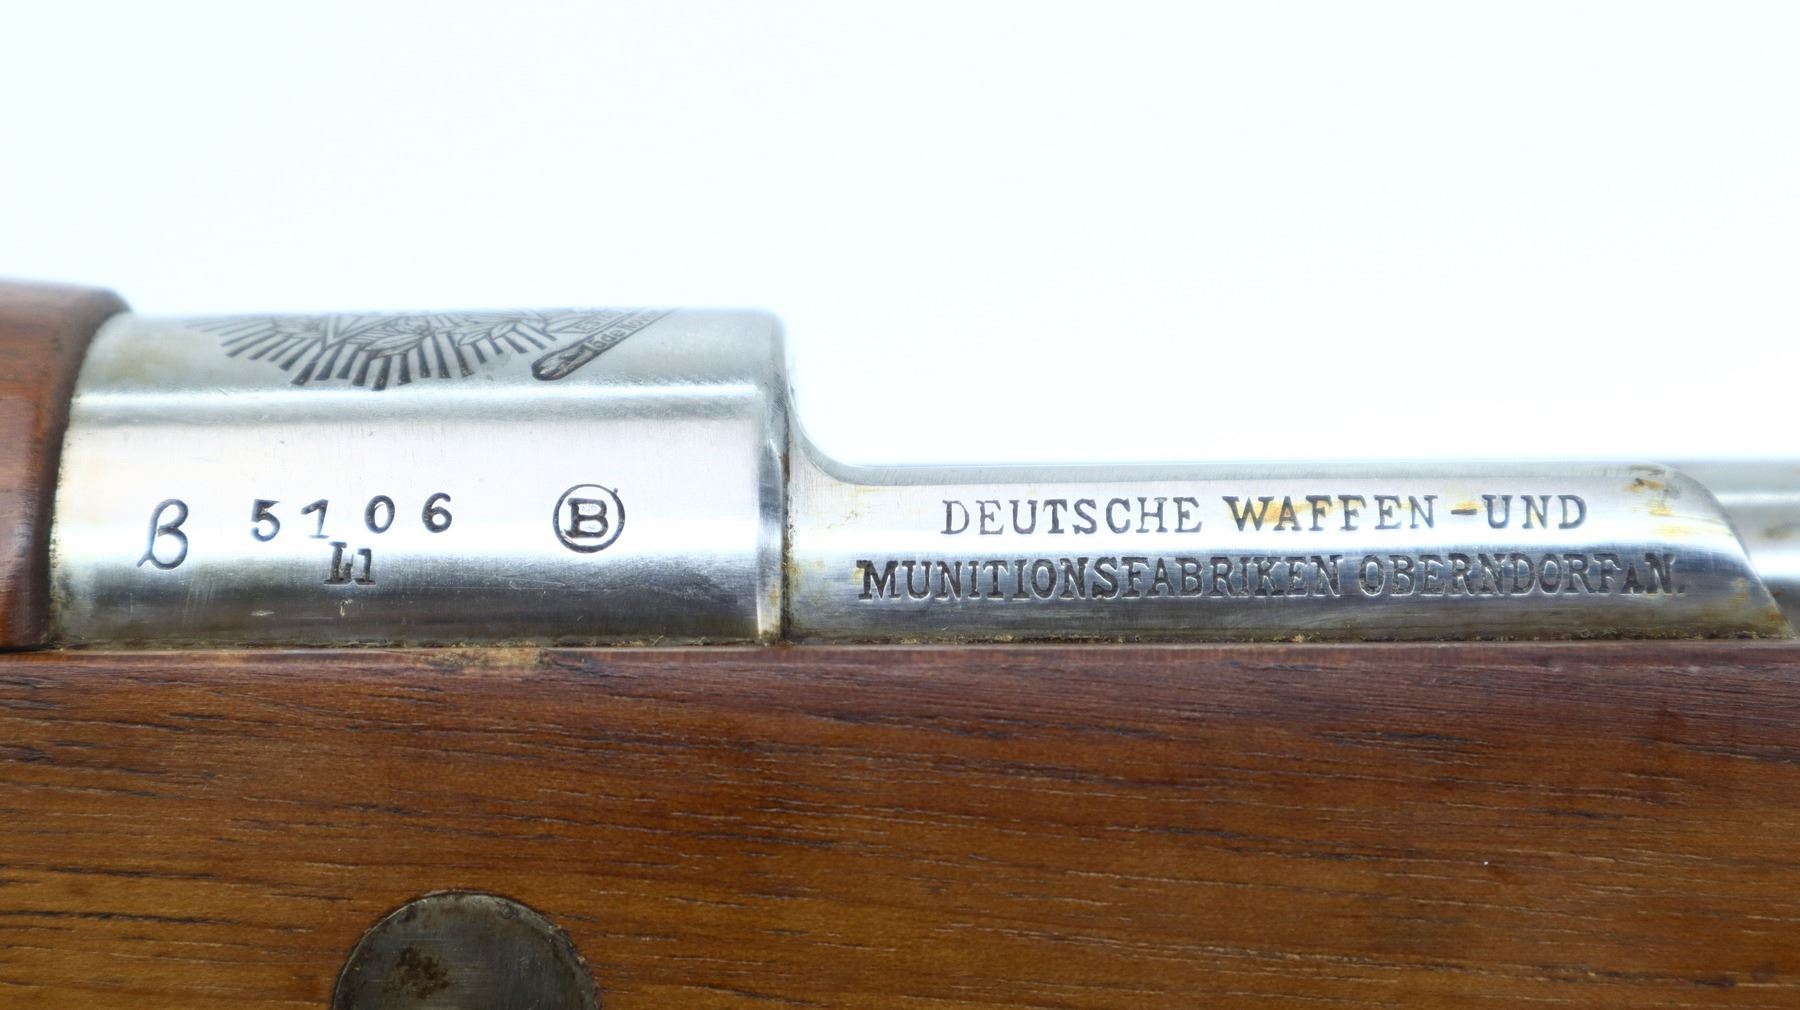 B 5106 B
L1
DEUTSCHE WAFFEN-UND
MUNITIONSFABRIKEN OBERNDORF A N.